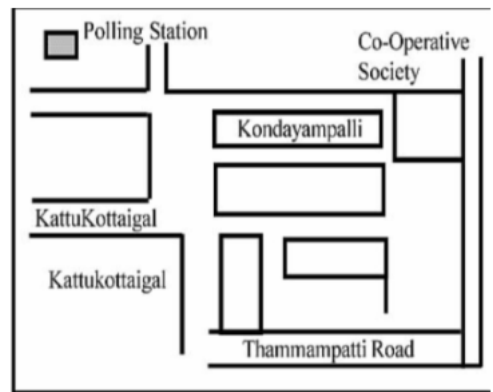 Polling Station
Co-Operative
Society
Kondayampalli
KattuKottaigal
Kattukottaigal
Thammampatti Road